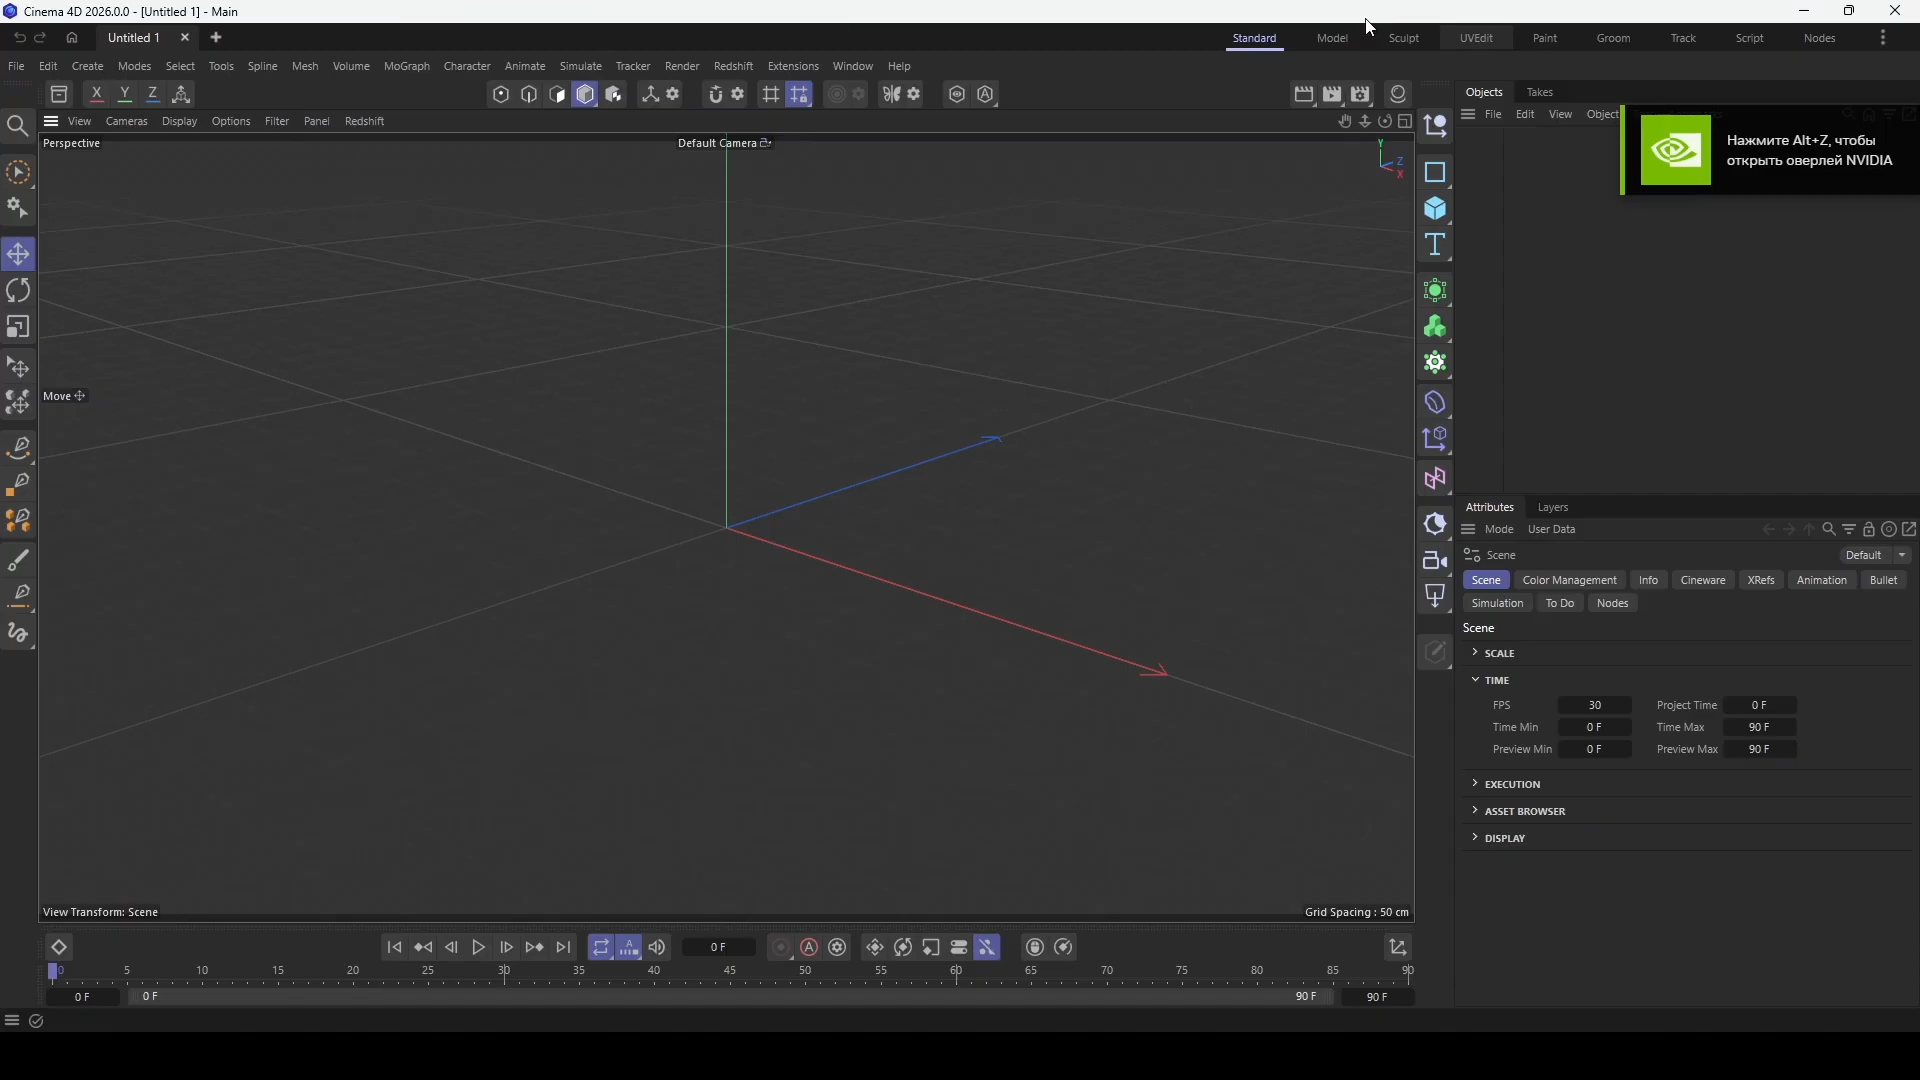 Cinema 4D 2026.0.0 - [Untitled 1] - Main
Untitled 1
Standard Model Sculpt UVEdit Paint Groom Track Script Nodes
File Edit Create Modes Select Tools Spline Mesh Volume MoGraph Character Animate Simulate Tracker Render Redshift Extensions Window Help
X Y Z
Objects Takes
View Cameras Display Options Filter Panel Redshift
File Edit View Object
Perspective
Default Camera
Y
Z
X
Нажмите Alt+Z, чтобы
открыть оверлей NVIDIA
Move
Attributes Layers
Mode User Data
Scene
Default
Scene Color Management Info Cineware XRefs Animation Bullet
Simulation To Do Nodes
Scene
SCALE
TIME
FPS 30 Project Time 0 F
Time Min 0 F Time Max 90 F
Preview Min 0 F Preview Max 90 F
EXECUTION
ASSET BROWSER
DISPLAY
View Transform: Scene
Grid Spacing : 50 cm
0 F
0 5 10 15 20 25 30 35 40 45 50 55 60 65 70 75 80 85 90
0 F 0 F 90 F 90 F